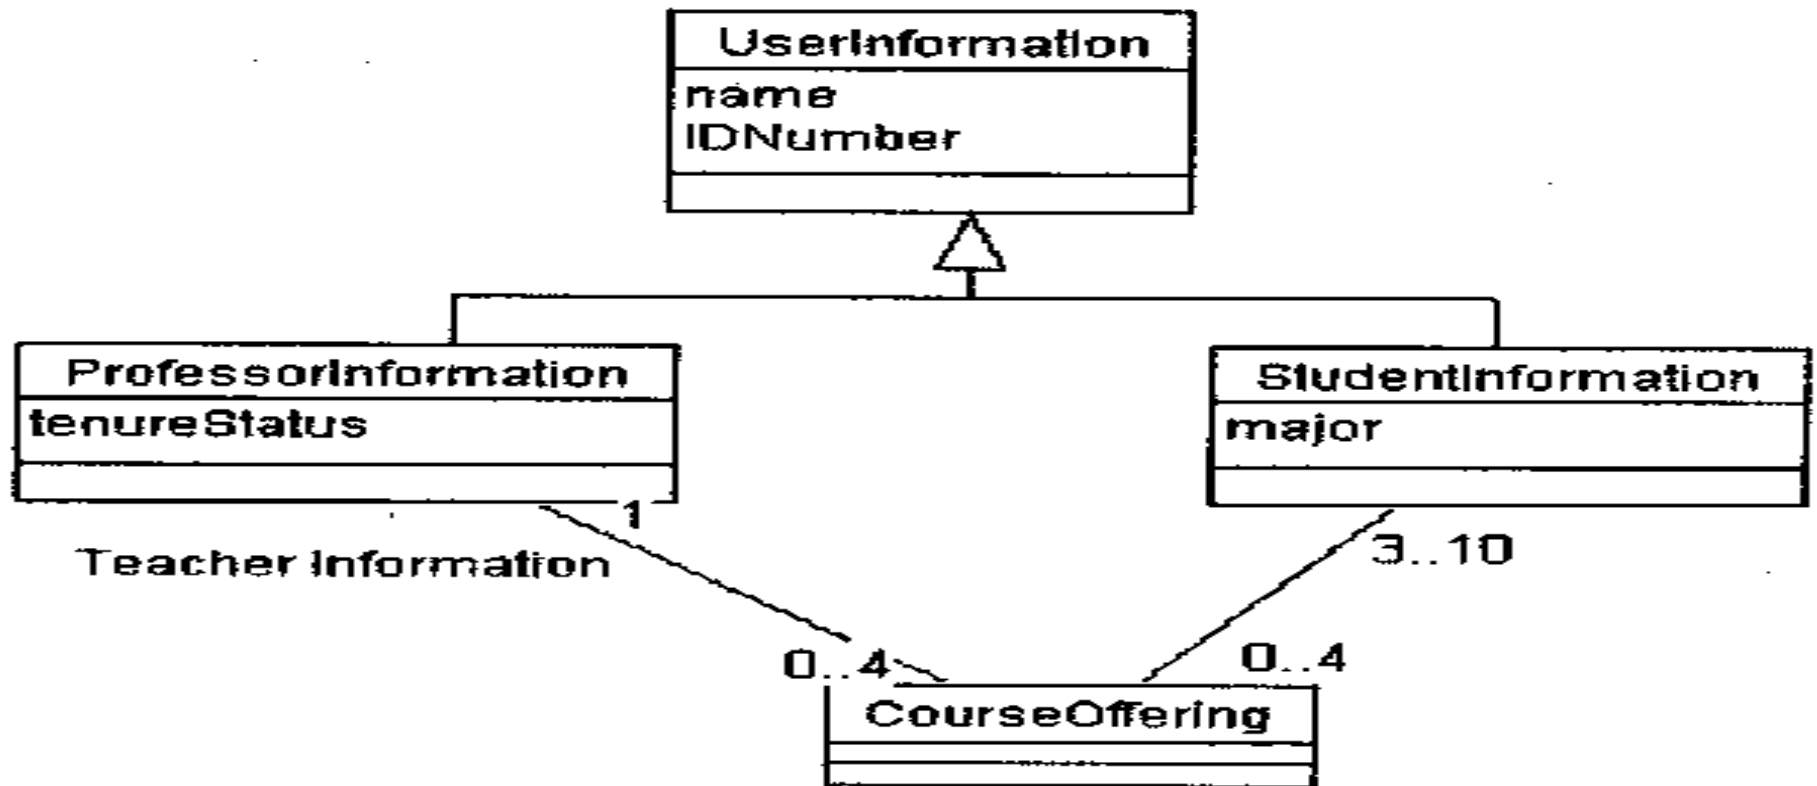 UserInformation
name
IDNumber
ProfessorInformation
tenureStatus
StudentInformation
major
1
Teacher Information
3..10
0..4
0..4
CourseOffering